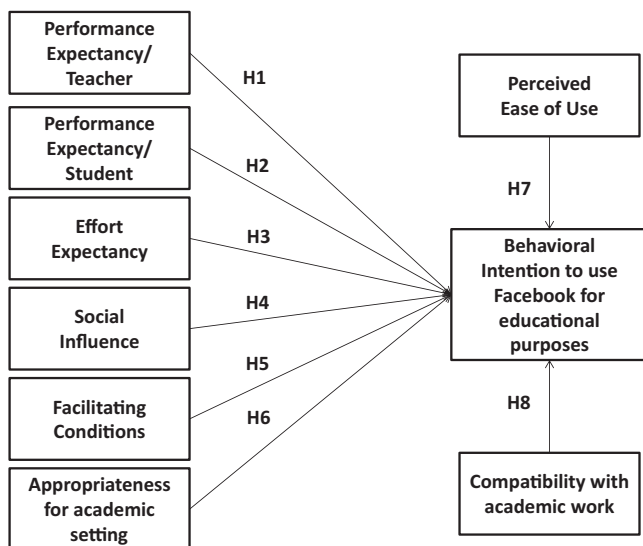 Performance
Expectancy/
Teacher
H1
Performance
Expectancy/
Student
H2
Effort
Expectancy
H3
Social
Influence
H4
Facilitating
Conditions
H5
Appropriateness
for academic
setting
H6
Perceived
Ease of Use
H7
Behavioral
Intention to use
Facebook for
educational
purposes
H8
Compatibility with
academic work